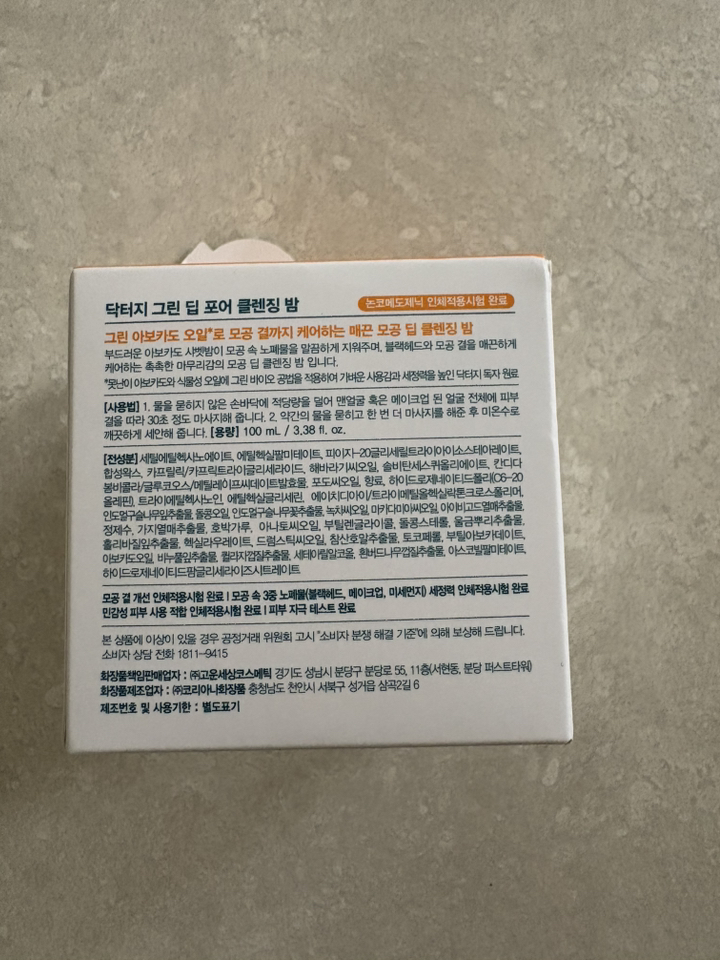 닥터지 그린 딥 포어 클렌징 밤
논코메도제닉 인체적용시험 완료
그린 아보카도 오일*로 모공 결까지 케어하는 매끈 모공 딥 클렌징 밤
부드러운 아보카도 샤벳밤이 모공 속 노폐물을 말끔하게 지워주며, 블랙헤드와 모공 결을 매끈하게
케어하는 촉촉한 마무리감의 모공 딥 클렌징 밤 입니다.
*못난이 아보카도와 식물성 오일에 그린 바이오 공법을 적용하여 가벼운 사용감과 세정력을 높인 닥터지 독자 원료
[사용법] 1. 물을 묻히지 않은 손바닥에 적당량을 덜어 맨얼굴 혹은 메이크업 된 얼굴 전체에 피부
결을 따라 30초 정도 마사지해 줍니다. 2. 약간의 물을 묻히고 한 번 더 마사지를 해준 후 미온수로
깨끗하게 세안해 줍니다. [용량] 100 mL / 3.38 fl. oz.
[전성분] 세틸에틸헥사노에이트, 에틸헥실팔미테이트, 피이지-20글리세릴트라이아이소스테아레이트,
합성왁스, 카프릴릭/카프릭트라이글리세라이드, 해바라기씨오일, 솔비탄세스퀴올리에이트, 칸디다
봄비콜라/글루코오스/메틸레이프씨데이트발효물, 포도씨오일, 향료, 하이드로제네이티드폴리(C6-20
올레핀), 트라이에틸헥사노인, 에틸헥실글리세린, 에이치디아이/트라이메틸올헥실락톤크로스폴리머,
인도멀구슬나무잎추출물, 돌콩오일, 인도멀구슬나무꽃추출물, 녹차씨오일, 마카다미아씨오일, 아이비고드열매추출물,
정제수, 가지열매추출물, 호박가루, 아나토씨오일, 부틸렌글라이콜, 돌콩스테롤, 울금뿌리추출물,
홀리바질잎추출물, 헥실라우레이트, 드럼스틱씨오일, 참산호말추출물, 토코페롤, 부틸아보카데이트,
아보카도오일, 비누풀잎추출물, 퀼라자껍질추출물, 세테아릴알코올, 흰버드나무껍질추출물, 아스코빌팔미테이트,
하이드로제네이티드팜글리세라이즈시트레이트
모공 결 개선 인체적용시험 완료 | 모공 속 3중 노폐물(블랙헤드, 메이크업, 미세먼지) 세정력 인체적용시험 완료
민감성 피부 사용 적합 인체적용시험 완료 | 피부 자극 테스트 완료
본 상품에 이상이 있을 경우 공정거래 위원회 고시 "소비자 분쟁 해결 기준"에 의해 보상해 드립니다.
소비자 상담 전화 1811-9415
화장품책임판매업자 : ㈜고운세상코스메틱 경기도 성남시 분당구 분당로 55, 11층(서현동, 분당 퍼스트타워)
화장품제조업자 : ㈜코리아나화장품 충청남도 천안시 서북구 성거읍 삼곡2길 6
제조번호 및 사용기한 : 별도표기